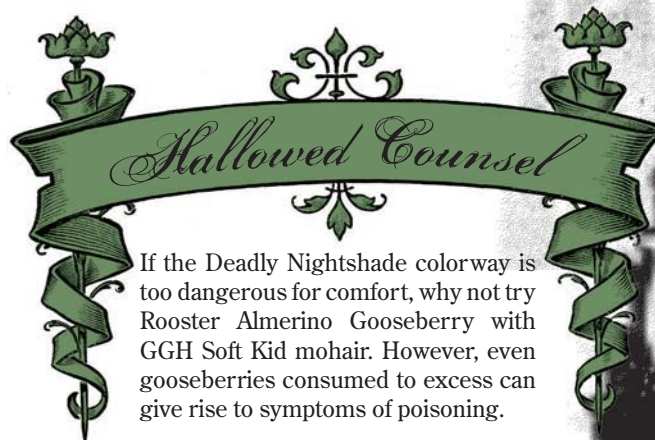 Hallowed Counsel
If the Deadly Nightshade colorway is
too dangerous for comfort, why not try
Rooster Almerino Gooseberry with
GGH Soft Kid mohair. However, even
gooseberries consumed to excess can
give rise to symptoms of poisoning.